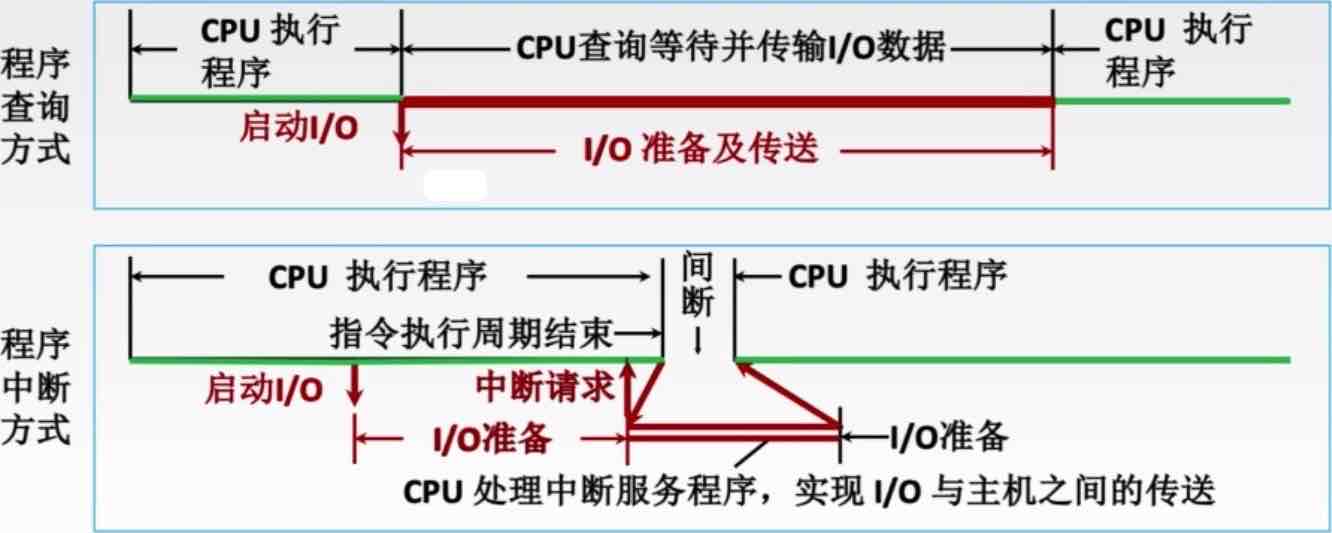 程序
查询
方式
CPU 执行
程序
CPU查询等待并传输I/O数据
CPU 执行
程序
启动I/O
I/O 准备及传送
程序
中断
方式
CPU 执行程序
间
断
CPU 执行程序
指令执行周期结束
启动I/O
中断请求
I/O准备
I/O准备
CPU 处理中断服务程序，实现 I/O 与主机之间的传送